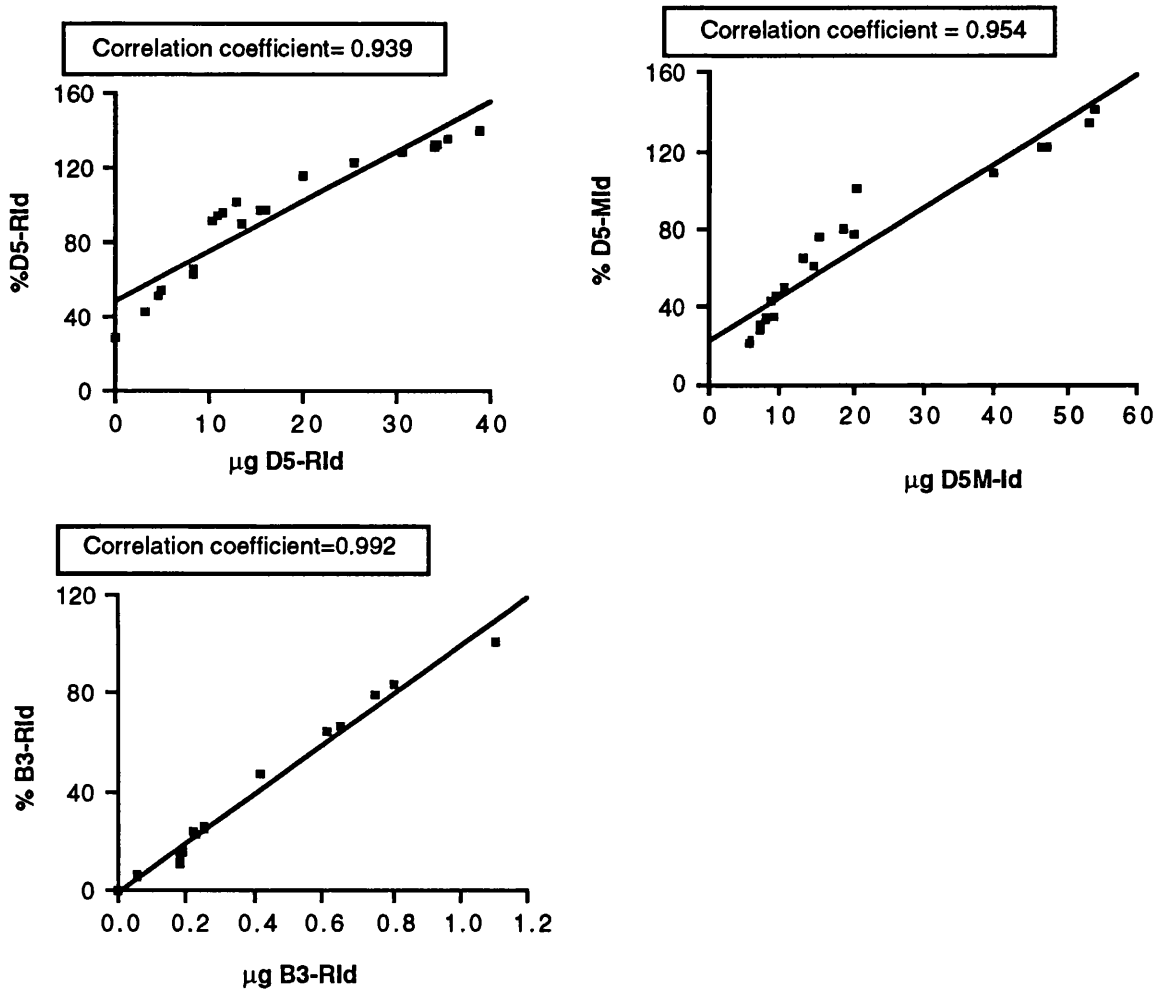 Correlation coefficient= 0.939
160
120
80
40
0
%D5-RId
0 10 20 30 40
µg D5-RId
Correlation coefficient = 0.954
160
120
80
40
0
% D5-MId
0 10 20 30 40 50 60
µg D5M-Id
Correlation coefficient=0.992
120
80
40
0
% B3-RId
0.0 0.2 0.4 0.6 0.8 1.0 1.2
µg B3-RId